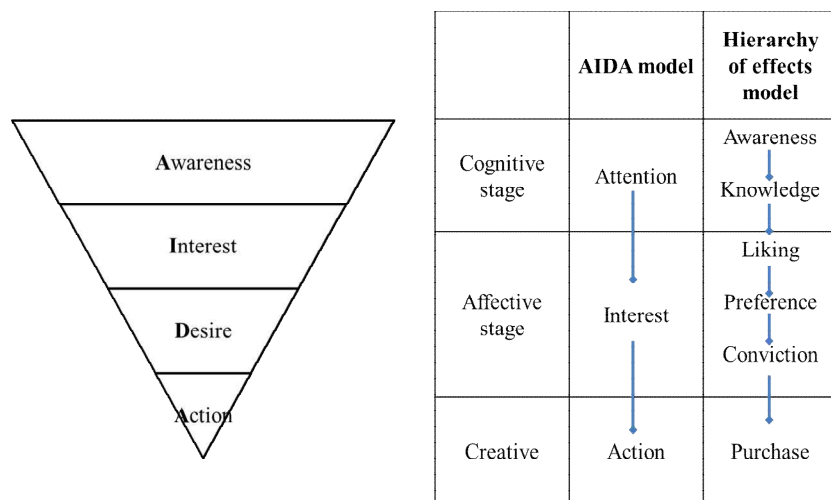 Awareness
Interest
Desire
Action
AIDA model
Hierarchy
of effects
model
Cognitive
stage
Attention
Awareness
Knowledge
Affective
stage
Interest
Liking
Preference
Conviction
Creative
Action
Purchase